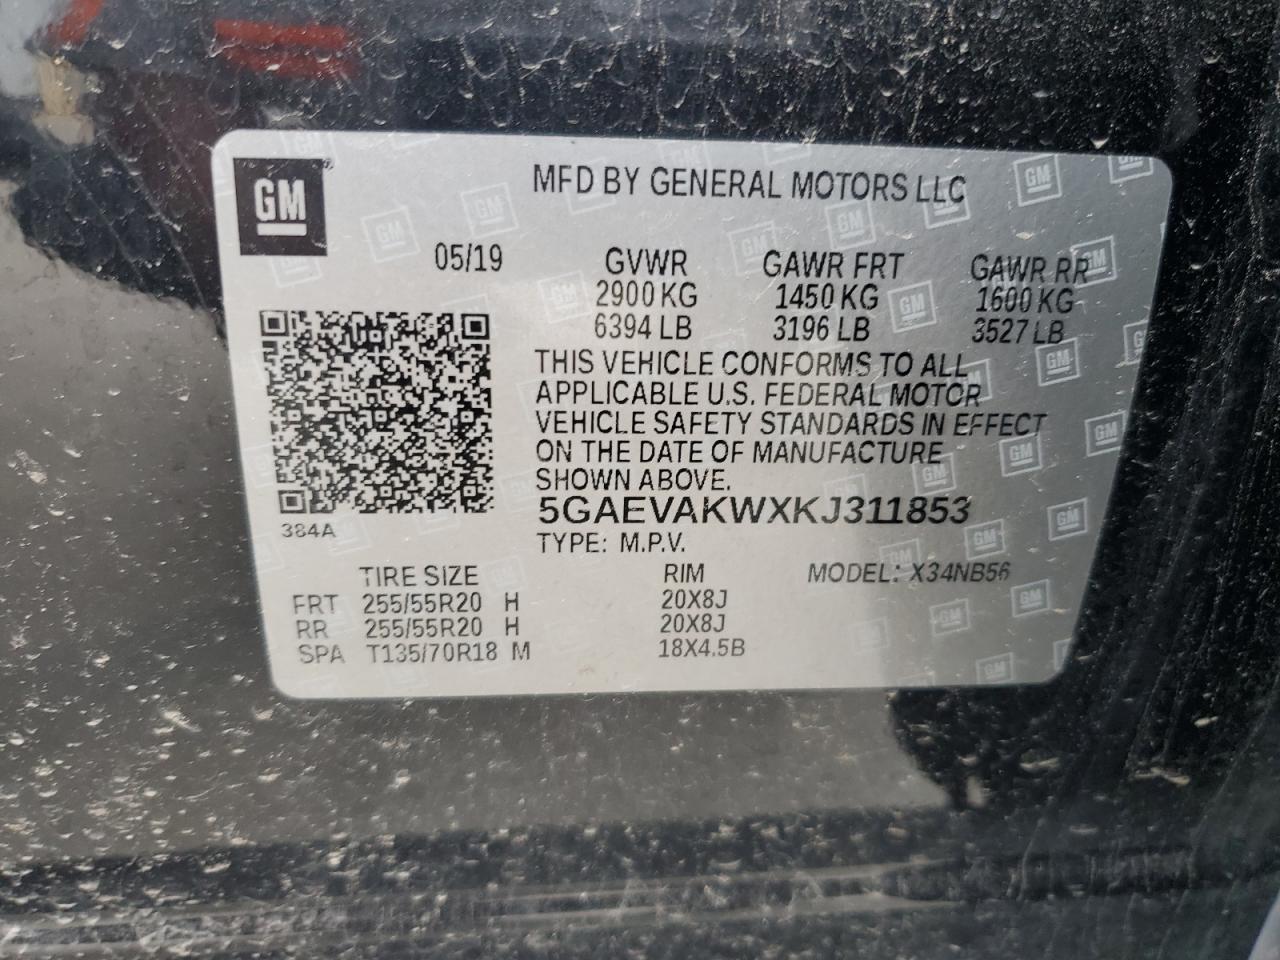 GM
MFD BY GENERAL MOTORS LLC
05/19 GVWR GAWR FRT GAWR RR
2900 KG 1450 KG 1600 KG
6394 LB 3196 LB 3527 LB
THIS VEHICLE CONFORMS TO ALL
APPLICABLE U.S. FEDERAL MOTOR
VEHICLE SAFETY STANDARDS IN EFFECT
ON THE DATE OF MANUFACTURE
SHOWN ABOVE.
5GAEVAKWXKJ311853
384A
TYPE: M.P.V.
TIRE SIZE RIM MODEL: X34NB56
FRT 255/55R20 H 20X8J
RR 255/55R20 H 20X8J
SPA T135/70R18 M 18X4.5B